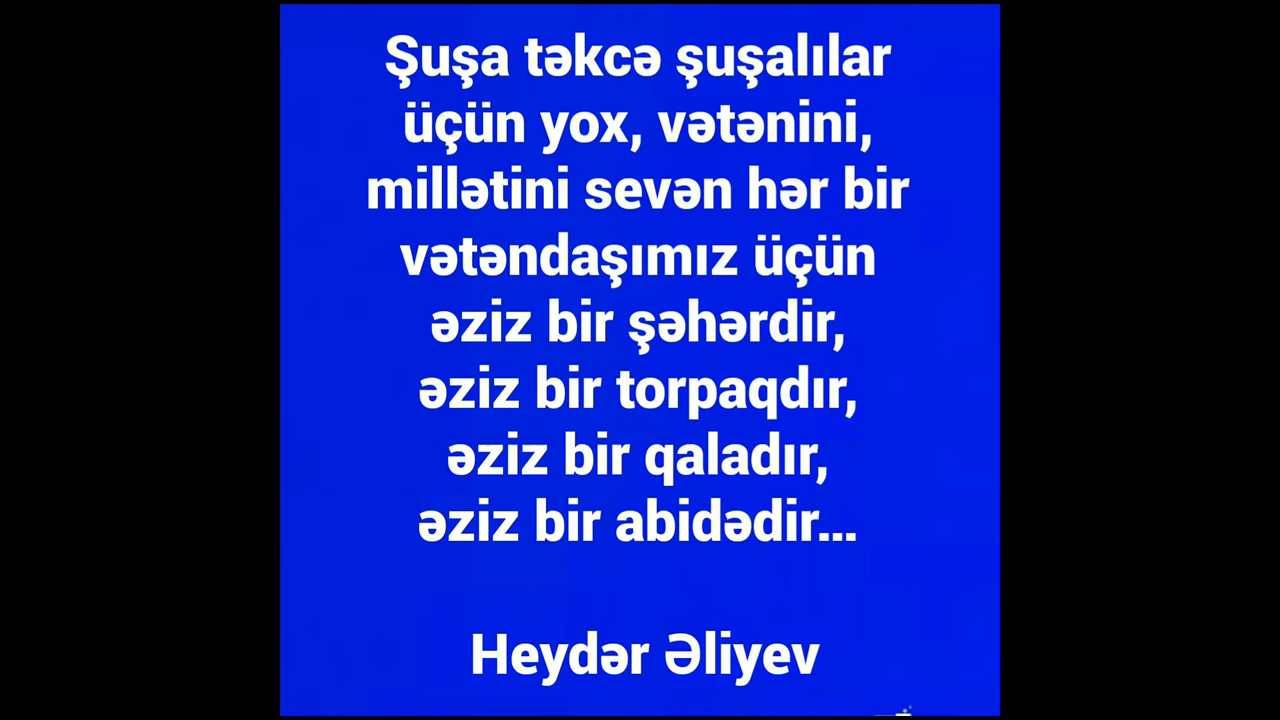 Şuşa təkcə şuşalılar
üçün yox, vətənini,
millətini sevən hər bir
vətəndaşımız üçün
əziz bir şəhərdir,
əziz bir torpaqdır,
əziz bir qaladır,
əziz bir abidədir...
Heydər Əliyev